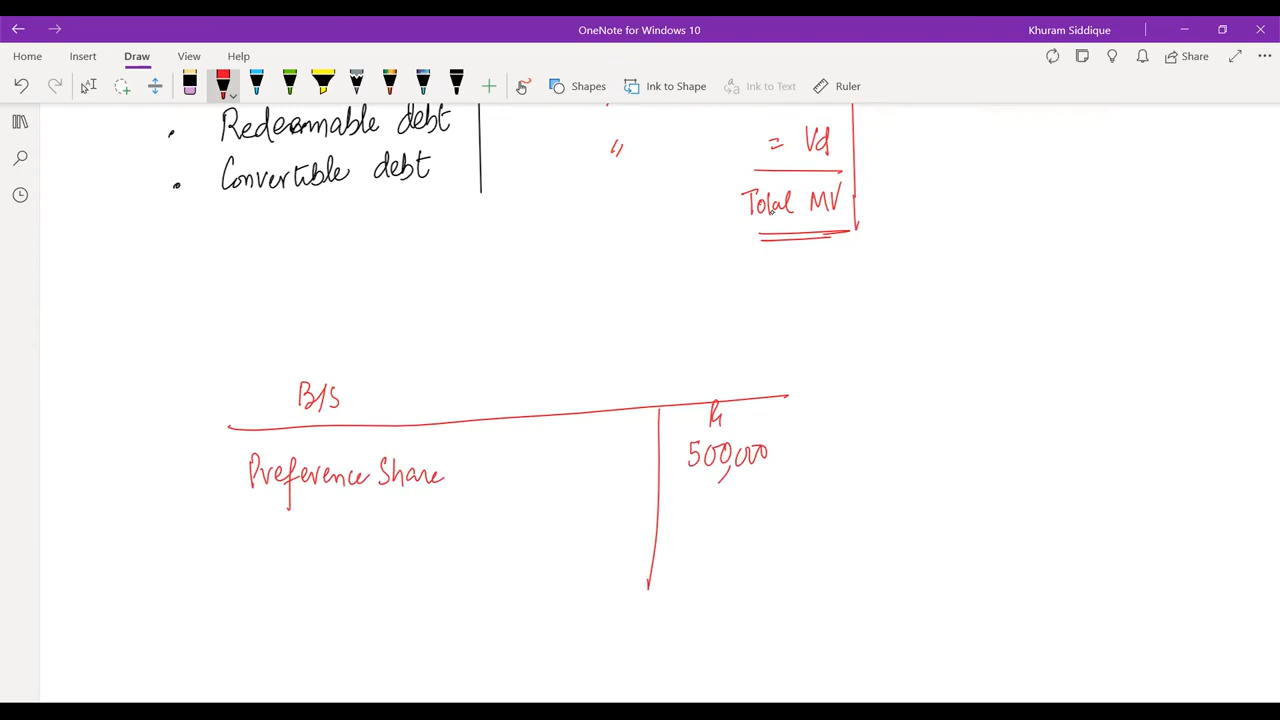 OneNote for Windows 10
Khuram Siddique
Home Insert Draw View Help
Share
Shapes Ink to Shape Ink to Text Ruler
. Redeemable debt
. Convertible debt " = Vd
Total MV
B/S
Preference Share 500,000